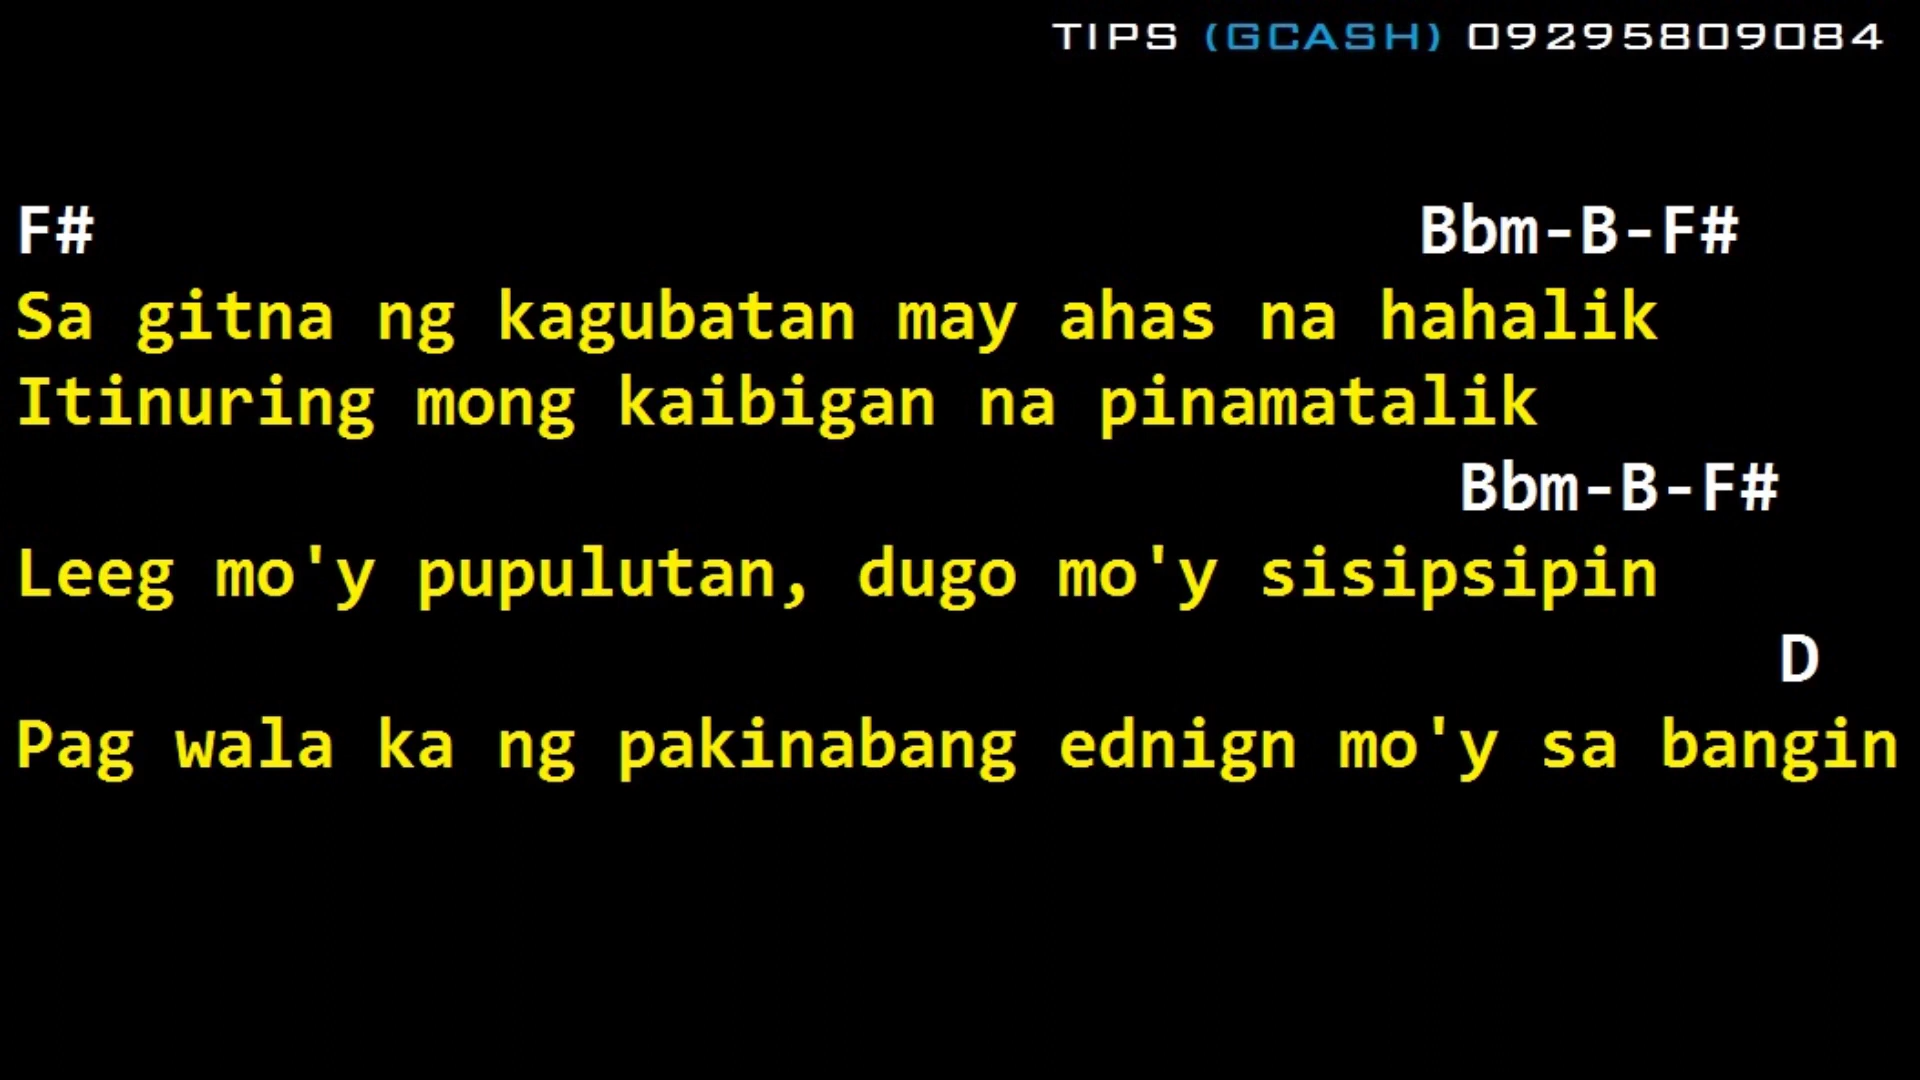 TIPS (GCASH) 09295809084
F# Bbm-B-F#
Sa gitna ng kagubatan may ahas na hahalik
Itinuring mong kaibigan na pinamatalik
Bbm-B-F#
Leeg mo'y pupulutan, dugo mo'y sisipsipin
D
Pag wala ka ng pakinabang ednign mo'y sa bangin